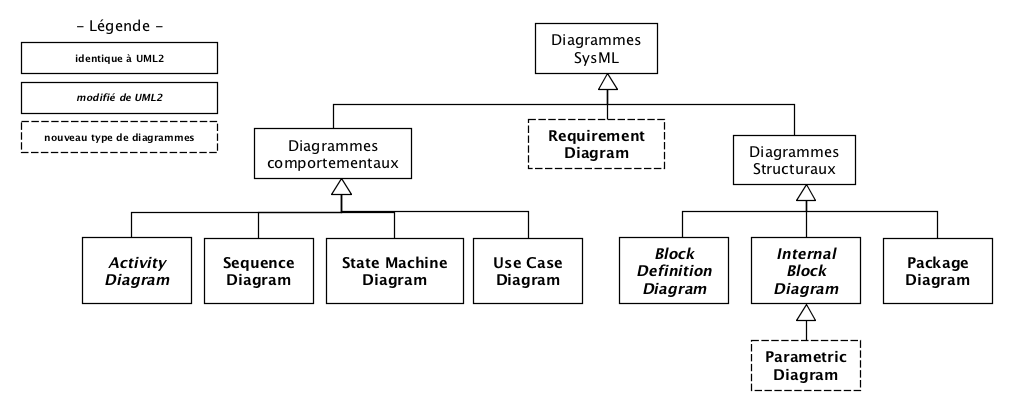 – Légende –
identique à UML2
modifié de UML2
nouveau type de diagrammes
Diagrammes
SysML
Diagrammes
comportementaux
Requirement
Diagram
Diagrammes
Structuraux
Activity
Diagram
Sequence
Diagram
State Machine
Diagram
Use Case
Diagram
Block
Definition
Diagram
Internal
Block
Diagram
Package
Diagram
Parametric
Diagram